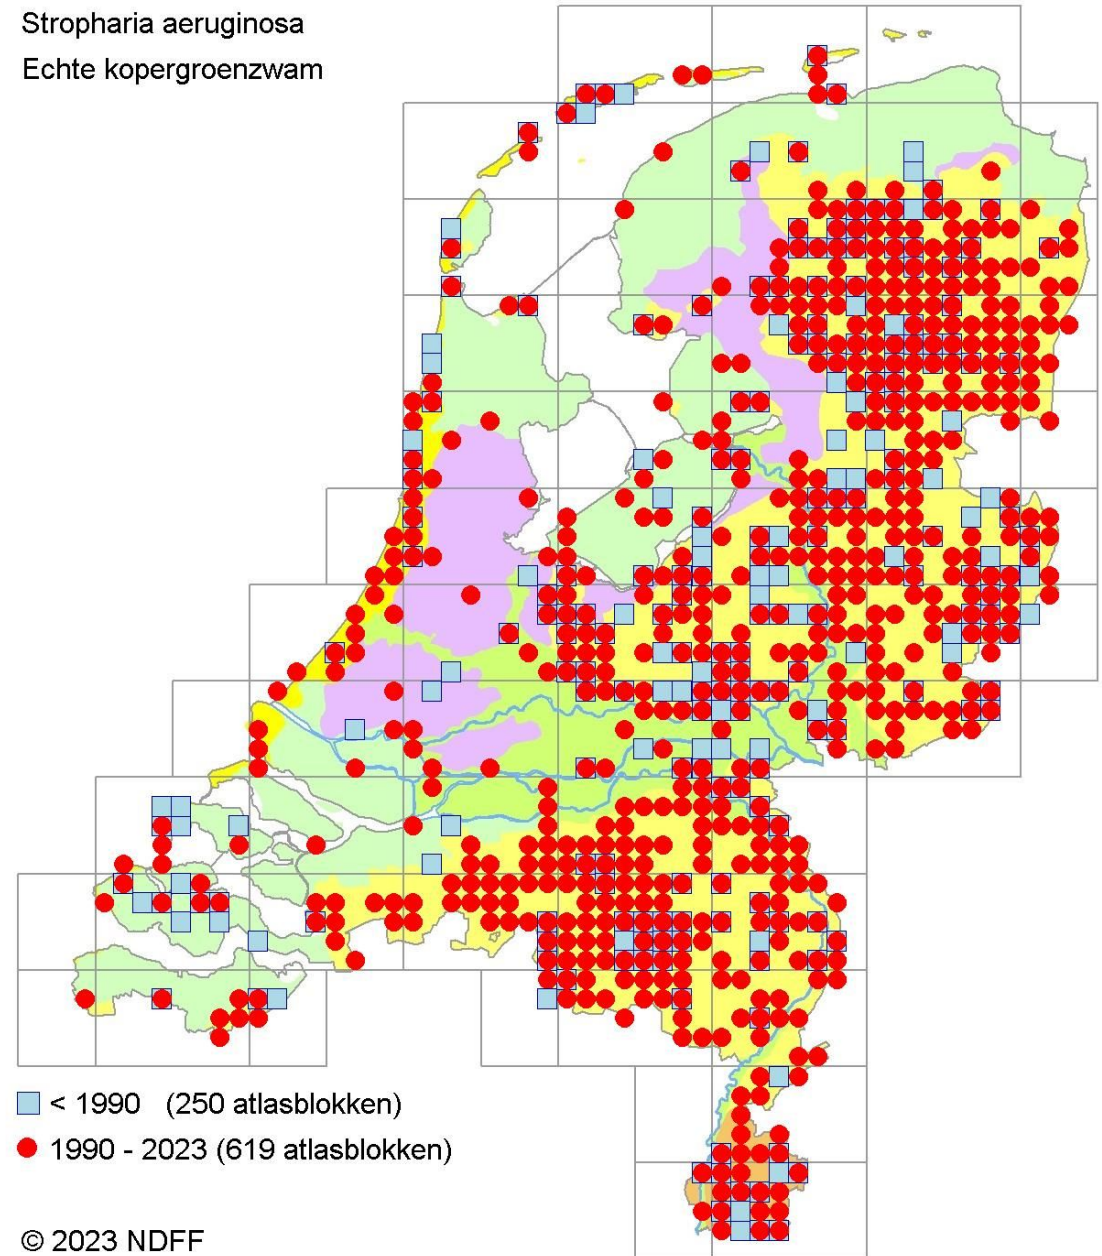 Stropharia aeruginosa
Echte kopergroenzwam
< 1990 (250 atlasblokken)
1990 - 2023 (619 atlasblokken)
© 2023 NDFF